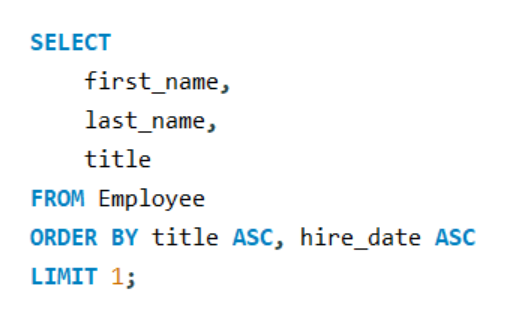 SELECT
    first_name,
    last_name,
    title
FROM Employee
ORDER BY title ASC, hire_date ASC
LIMIT 1;